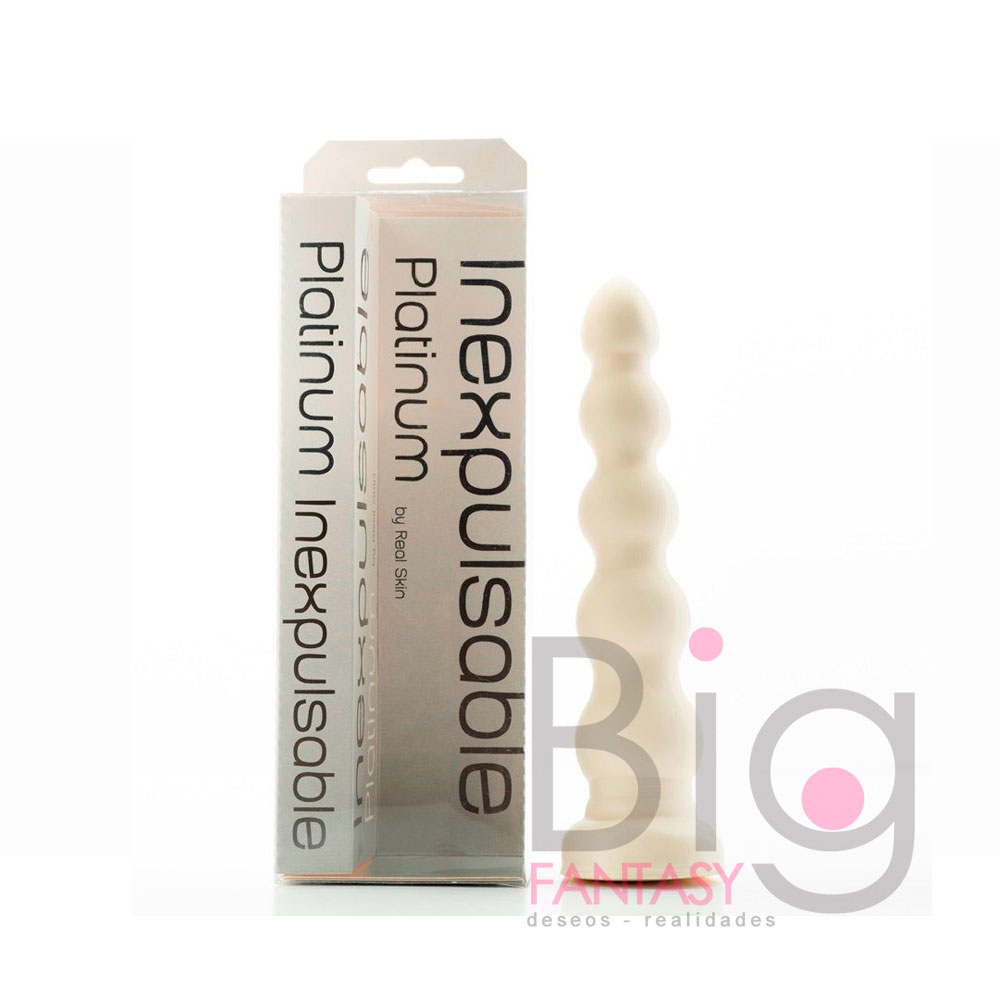 Platinum Inexpulsable
Inexpulsable
Platinum
by Real Skin
Big
FANTASY
deseos - realidades